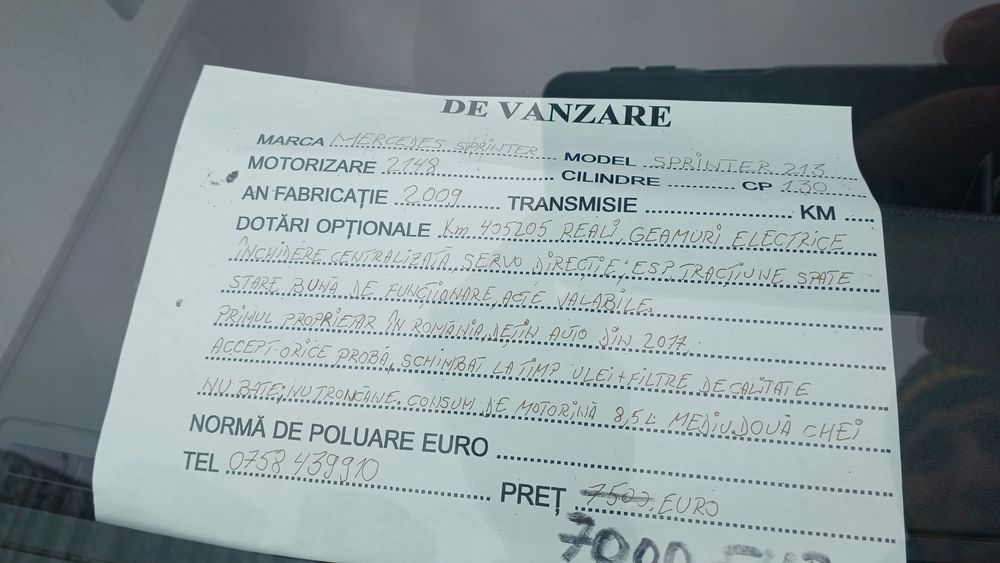 DE VANZARE
MARCA MERCEDES SPRINTER MODEL SPRINTER 213
MOTORIZARE 2148 CILINDRE CP 130
AN FABRICAȚIE 2009 TRANSMISIE KM
DOTĂRI OPȚIONALE Km 405205 REALI, GEAMURI ELECTRICE
ÎNCHIDERE CENTRALIZATĂ, SERVO DIRECȚIE, ESP, TRACȚIUNE SPATE
STARE BUNĂ DE FUNCȚIONARE, ACTE VALABILE,
PRIMUL PROPRIETAR ÎN ROMÂNIA, DEȚIN AUTO DIN 2017
ACCEPT ORICE PROBĂ, SCHIMBAT LA TIMP ULEI+FILTRE, DE CALITATE
NU BATE, NU TRONCĂNE. CONSUM DE MOTORINĂ 8,5 L MEDIU, DOUĂ CHEI
NORMĂ DE POLUARE EURO
TEL 0758 439910 PREȚ 7500 EURO
7000